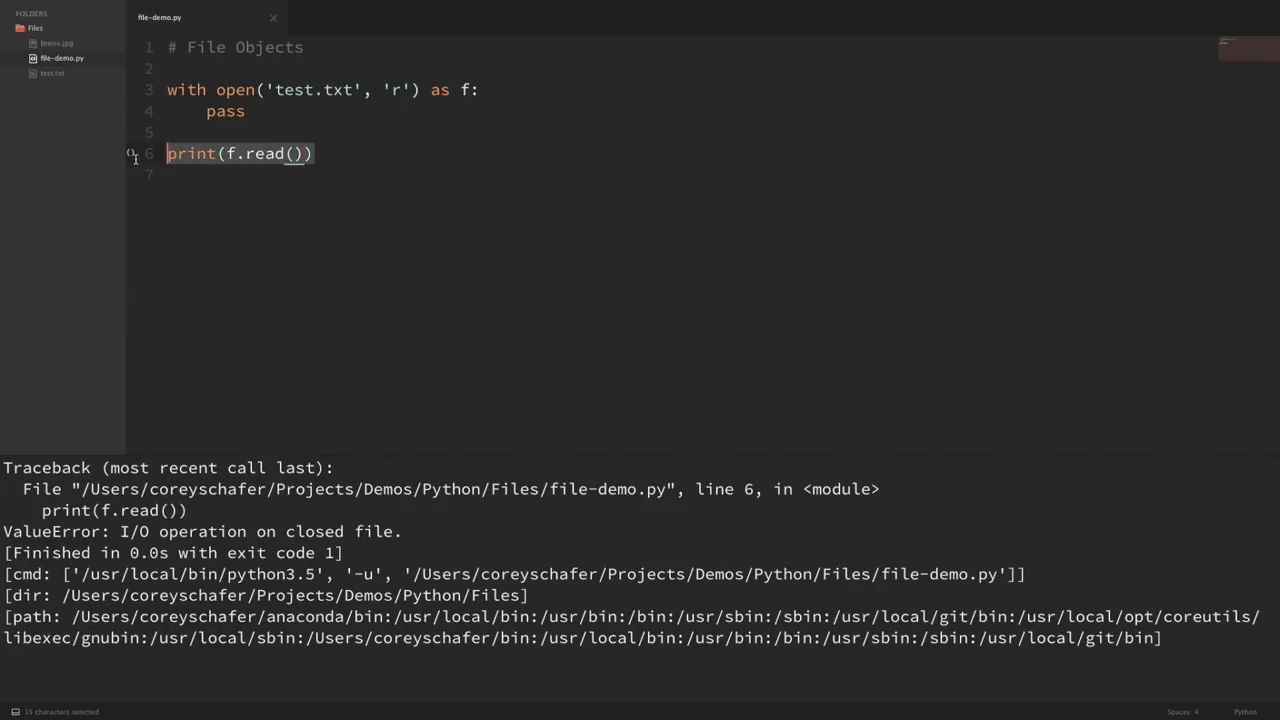 FOLDERS
Files
bronx.jpg
file-demo.py
test.txt
file-demo.py ×
1 # File Objects
2
3 with open('test.txt', 'r') as f:
4     pass
5
6 print(f.read())
7
Traceback (most recent call last):
  File "/Users/coreyschafer/Projects/Demos/Python/Files/file-demo.py", line 6, in <module>
    print(f.read())
ValueError: I/O operation on closed file.
[Finished in 0.0s with exit code 1]
[cmd: ['/usr/local/bin/python3.5', '-u', '/Users/coreyschafer/Projects/Demos/Python/Files/file-demo.py']]
[dir: /Users/coreyschafer/Projects/Demos/Python/Files]
[path: /Users/coreyschafer/anaconda/bin:/usr/local/bin:/usr/bin:/bin:/usr/sbin:/sbin:/usr/local/git/bin:/usr/local/opt/coreutils/
libexec/gnubin:/usr/local/sbin:/Users/coreyschafer/bin:/usr/local/bin:/usr/bin:/bin:/usr/sbin:/sbin:/usr/local/git/bin]
15 characters selected
Spaces: 4
Python